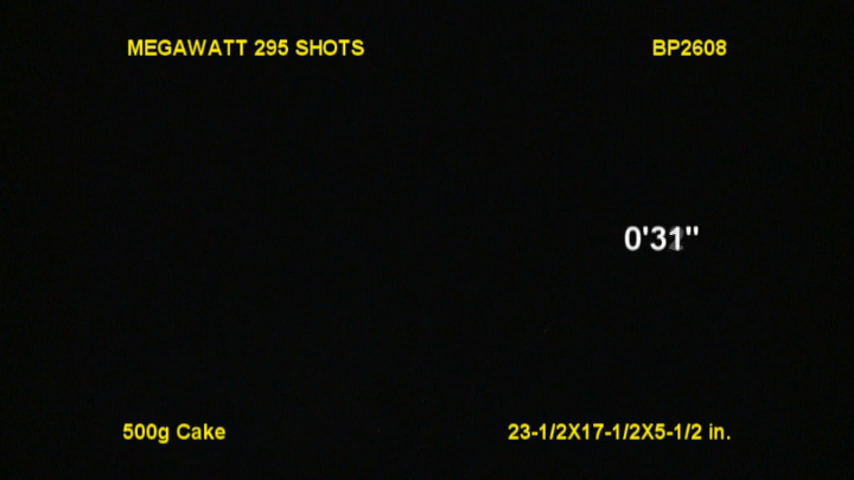 MEGAWATT 295 SHOTS
BP2608
0'31"
500g Cake
23-1/2X17-1/2X5-1/2 in.